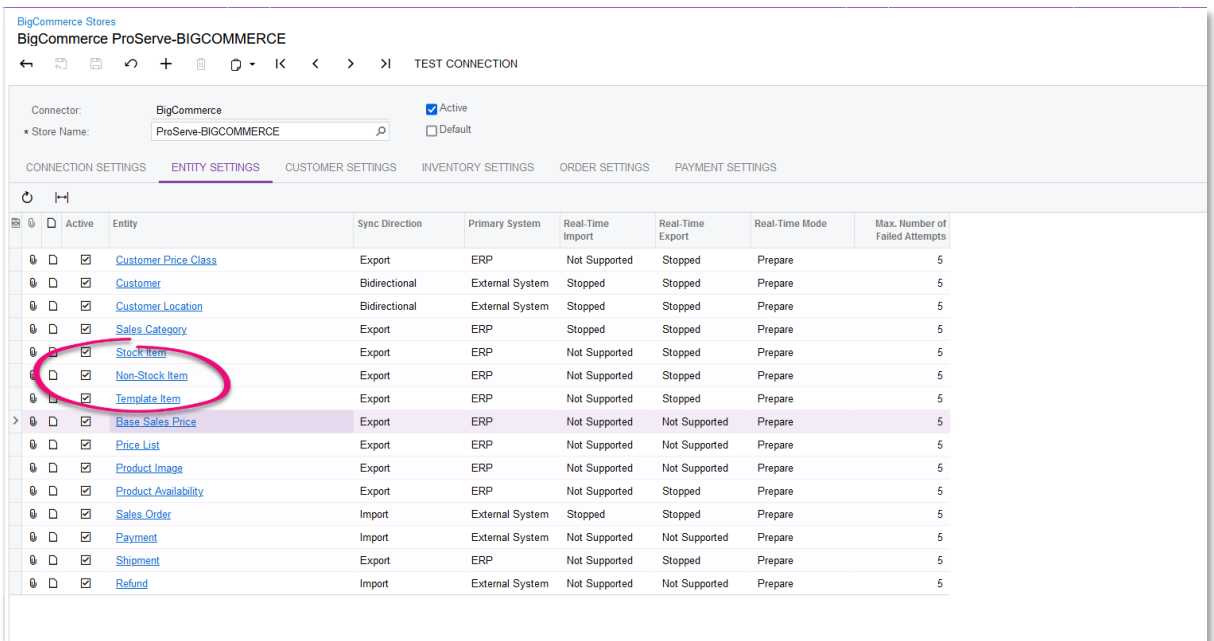 BigCommerce Stores
BigCommerce ProServe-BIGCOMMERCE
TEST CONNECTION
Connector: BigCommerce Active
* Store Name: ProServe-BIGCOMMERCE Default
CONNECTION SETTINGS ENTITY SETTINGS CUSTOMER SETTINGS INVENTORY SETTINGS ORDER SETTINGS PAYMENT SETTINGS
Active Entity Sync Direction Primary System Real-Time Import Real-Time Export Real-Time Mode Max. Number of Failed Attempts
Customer Price Class Export ERP Not Supported Stopped Prepare 5
Customer Bidirectional External System Stopped Stopped Prepare 5
Customer Location Bidirectional External System Stopped Stopped Prepare 5
Sales Category Export ERP Stopped Stopped Prepare 5
Stock Item Export ERP Not Supported Stopped Prepare 5
Non-Stock Item Export ERP Not Supported Stopped Prepare 5
Template Item Export ERP Not Supported Stopped Prepare 5
Base Sales Price Export ERP Not Supported Not Supported Prepare 5
Price List Export ERP Not Supported Not Supported Prepare 5
Product Image Export ERP Not Supported Not Supported Prepare 5
Product Availability Export ERP Not Supported Stopped Prepare 5
Sales Order Import External System Stopped Stopped Prepare 5
Payment Import External System Not Supported Not Supported Prepare 5
Shipment Export ERP Not Supported Stopped Prepare 5
Refund Import External System Not Supported Not Supported Prepare 5